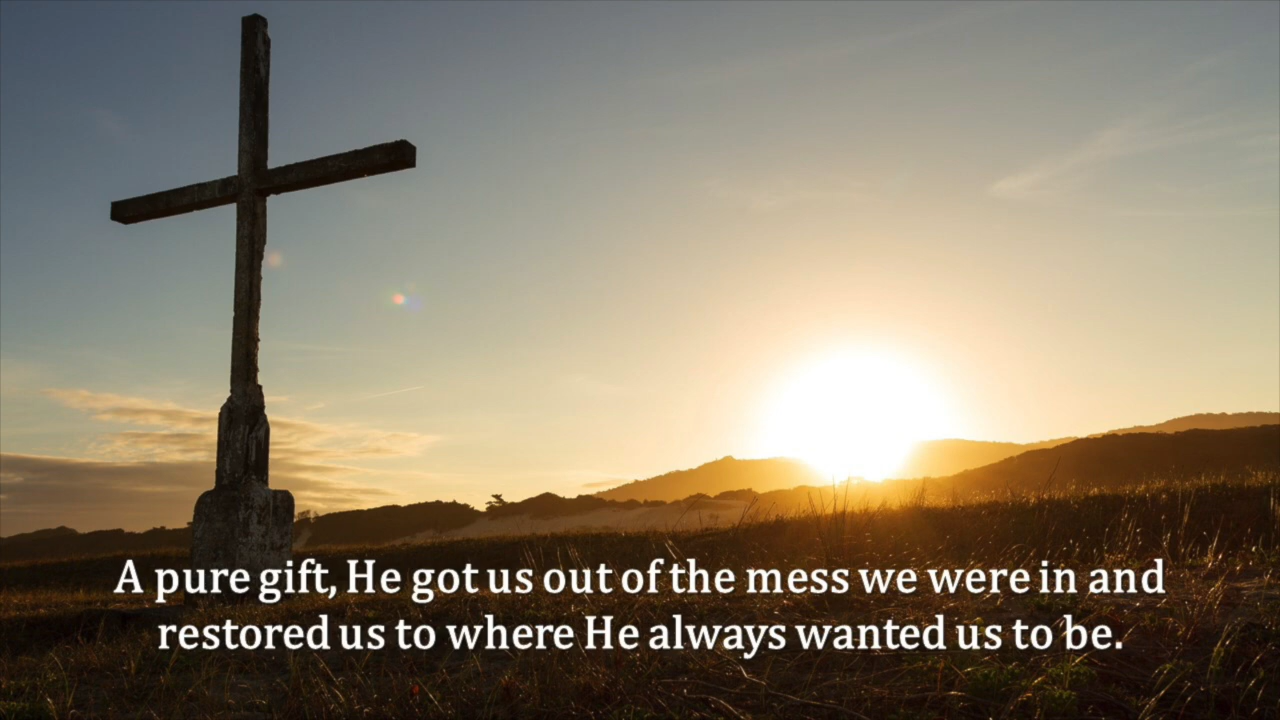 A pure gift, He got us out of the mess we were in and
restored us to where He always wanted us to be.